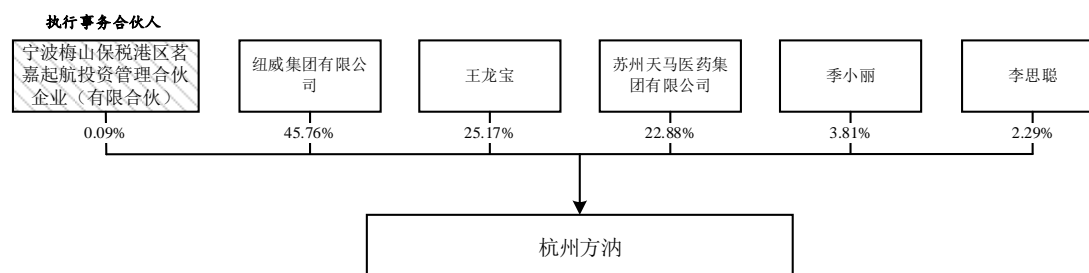 执行事务合伙人
宁波梅山保税港区茗
嘉起航投资管理合伙
企业（有限合伙）
纽威集团有限公
司
王龙宝
苏州天马医药集
团有限公司
季小丽
李思聪
0.09%
45.76%
25.17%
22.88%
3.81%
2.29%
杭州方汭